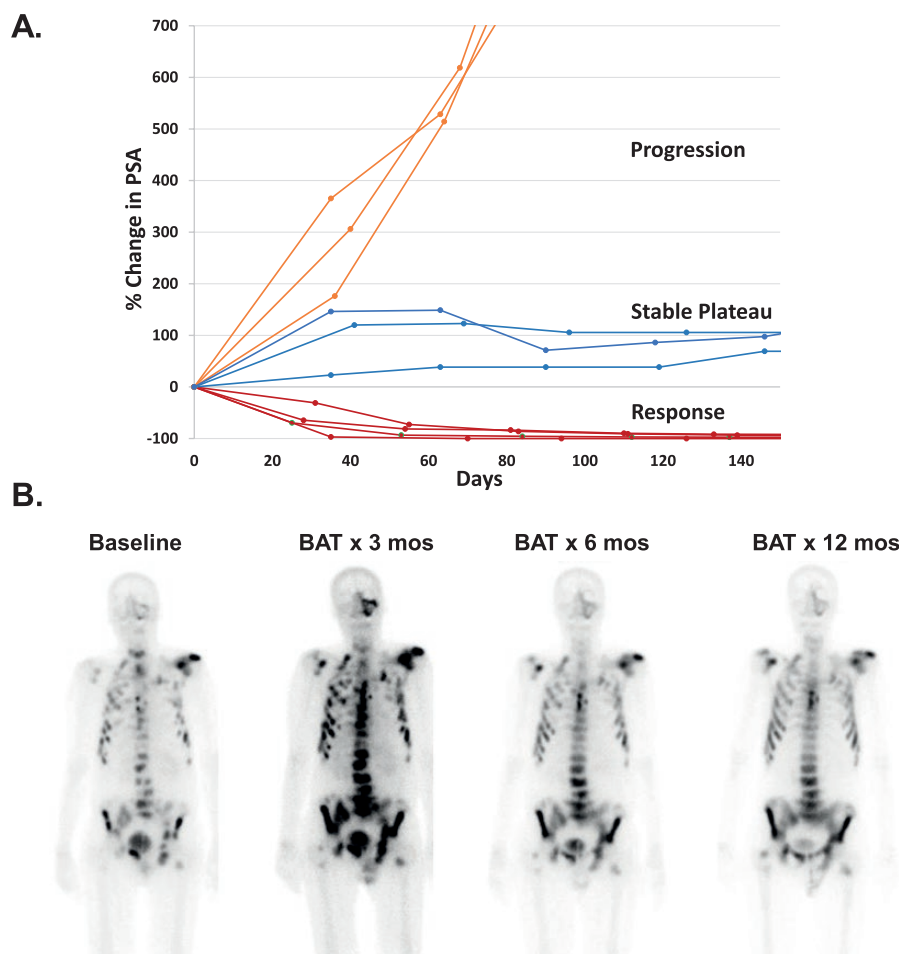 A.
700
600
500
400
300
200
100
0
-100
% Change in PSA
Progression
Stable Plateau
Response
0 20 40 60 80 100 120 140
Days
B.
Baseline BAT x 3 mos BAT x 6 mos BAT x 12 mos